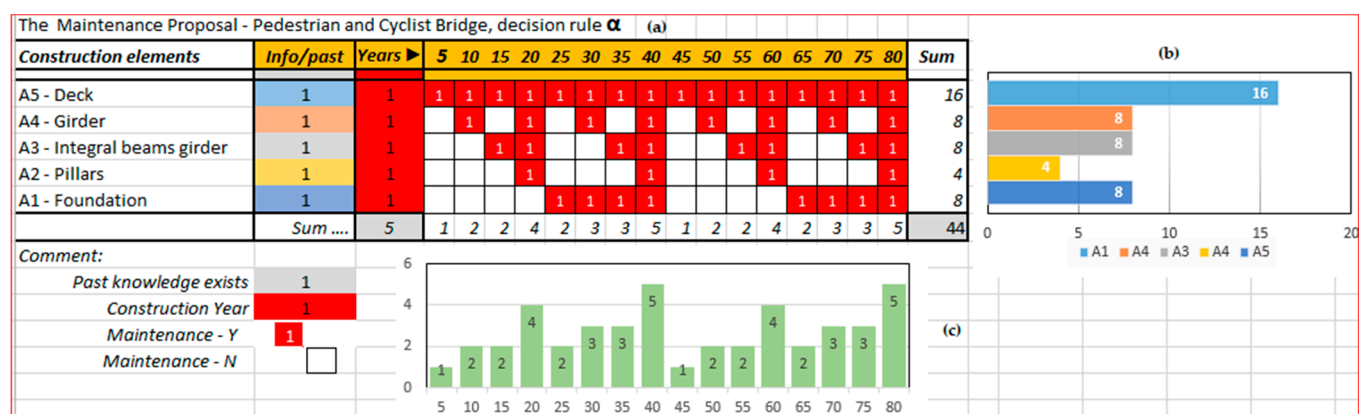 The Maintenance Proposal - Pedestrian and Cyclist Bridge, decision rule α (a)
Construction elements Info/past Years ► 5 10 15 20 25 30 35 40 45 50 55 60 65 70 75 80 Sum
A5 - Deck 1 1 1 1 1 1 1 1 1 1 1 1 1 1 1 1 1 1 16
A4 - Girder 1 1 1 1 1 1 1 1 1 1 8
A3 - Integral beams girder 1 1 1 1 1 1 1 1 1 1 8
A2 - Pillars 1 1 1 1 1 1 4
A1 - Foundation 1 1 1 1 1 1 1 1 1 1 8
Sum .... 5 1 2 2 4 2 3 3 5 1 2 2 4 2 3 3 5 44
Comment:
Past knowledge exists 1
Construction Year 1
Maintenance - Y 1
Maintenance - N
(b)
16
8
8
4
8
0 5 10 15 20
A1 A4 A3 A4 A5
(c)
6
4
2
0
1 2 2 4 2 3 3 5 1 2 2 4 2 3 3 5
5 10 15 20 25 30 35 40 45 50 55 60 65 70 75 80